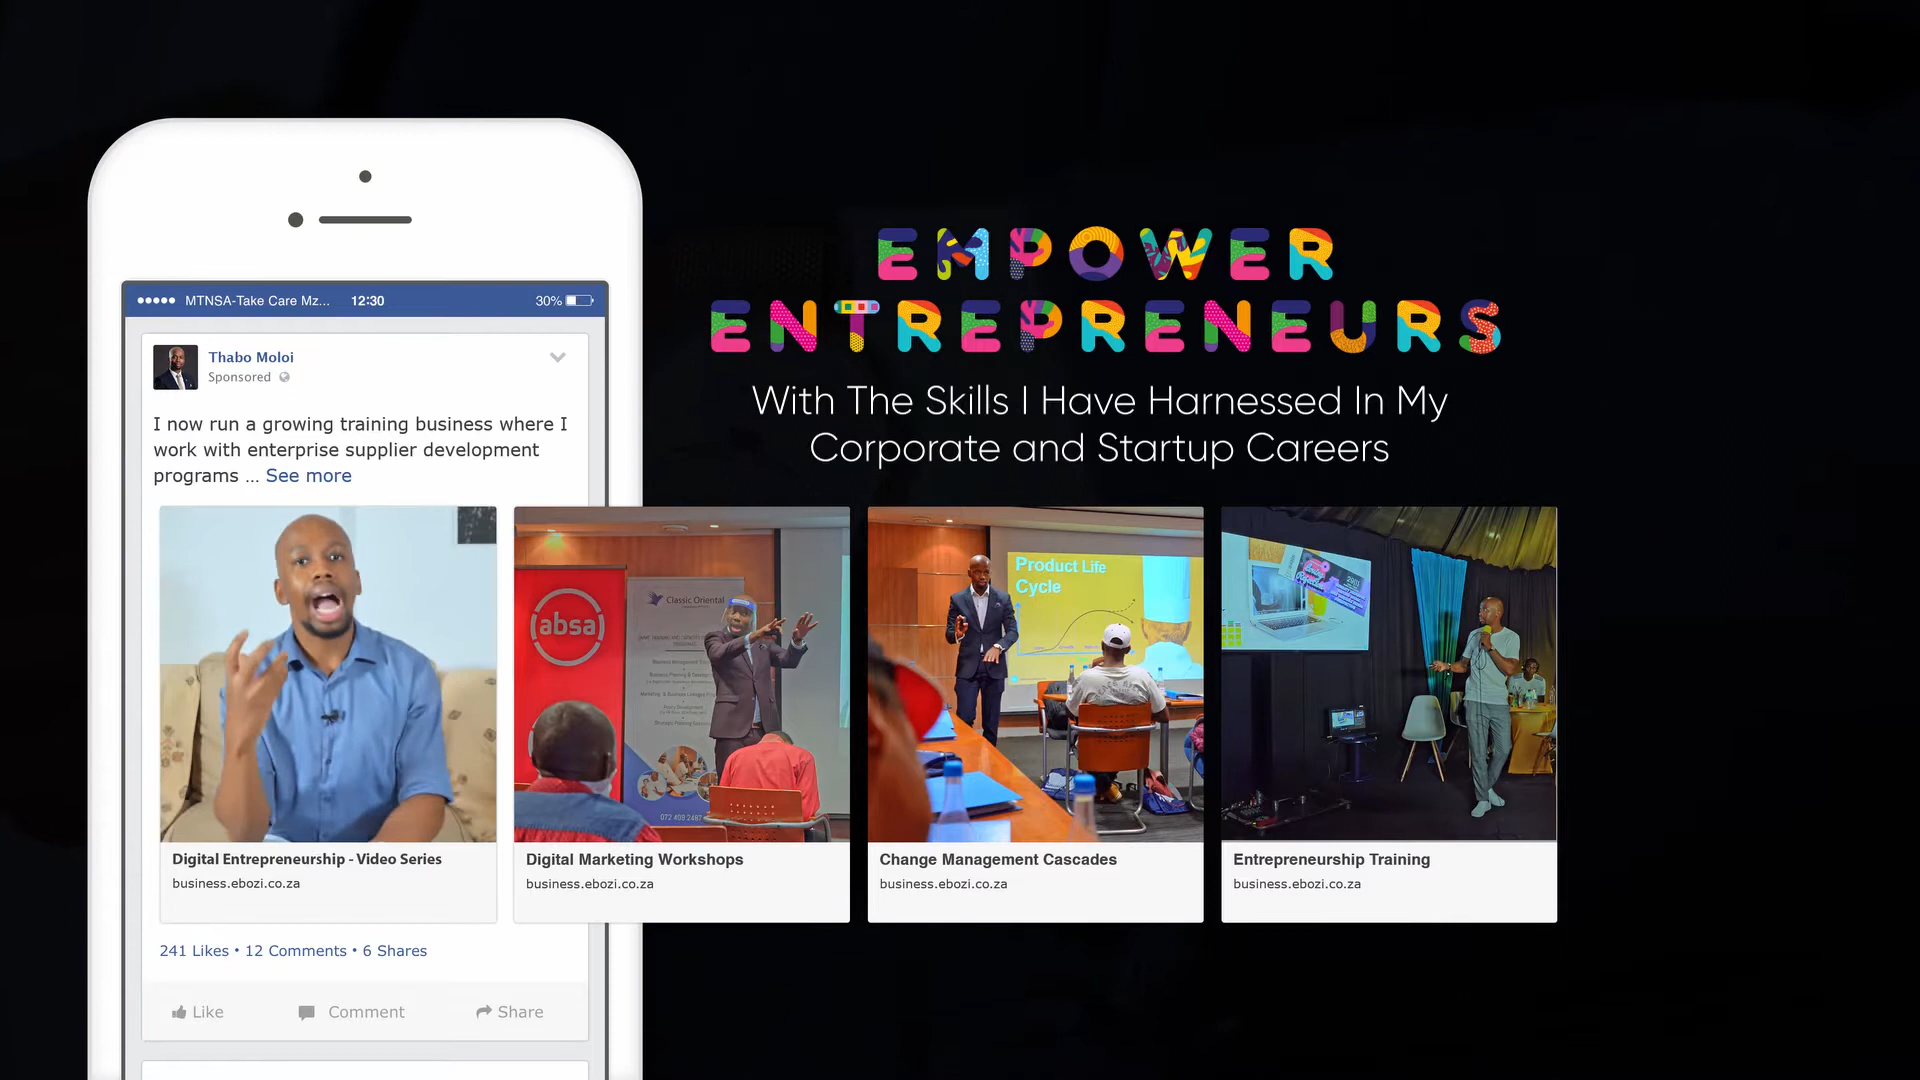 EMPOWER
ENTREPRENEURS
With The Skills I Have Harnessed In My
Corporate and Startup Careers
MTNSA-Take Care Mz... 12:30 30%
Thabo Moloi
Sponsored
I now run a growing training business where I
work with enterprise supplier development
programs ... See more
absa
Classic Oriental
072 409 2687
Product Life
Cycle
Digital Entrepreneurship - Video Series
business.ebozi.co.za
Digital Marketing Workshops
business.ebozi.co.za
Change Management Cascades
business.ebozi.co.za
Entrepreneurship Training
business.ebozi.co.za
241 Likes • 12 Comments • 6 Shares
Like
Comment
Share